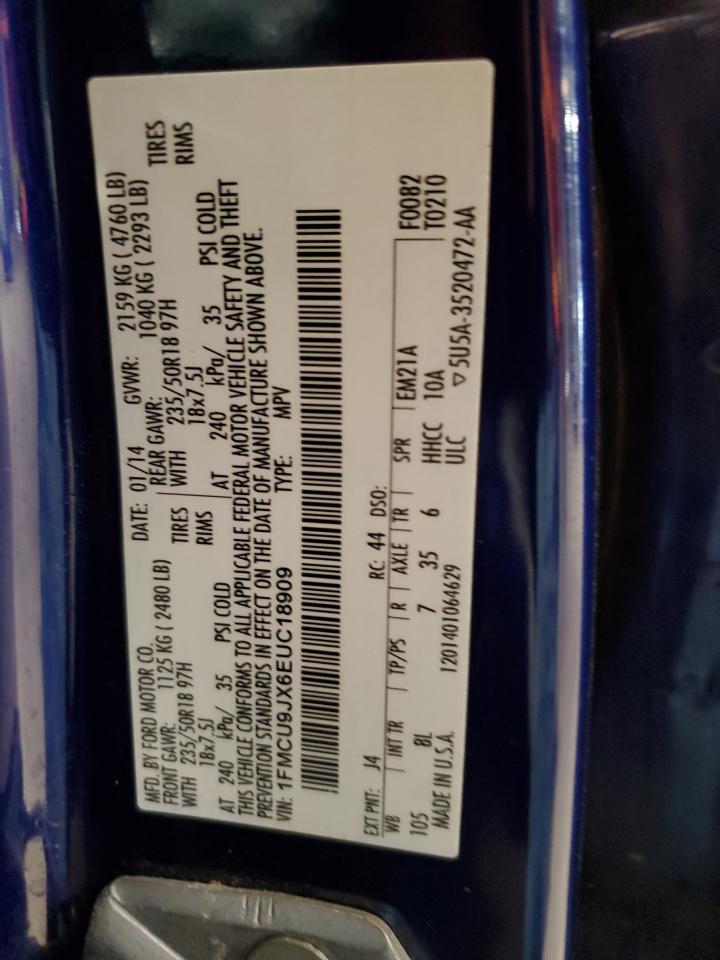 MFD. BY FORD MOTOR CO. DATE: 01/14 GVWR: 2159 KG ( 4760 LB)
FRONT GAWR: 1125 KG ( 2480 LB) REAR GAWR: 1040 KG ( 2293 LB)
WITH 235/50R18 97H TIRES WITH 235/50R18 97H TIRES
18x7.5J RIMS 18x7.5J RIMS
AT 240 kPa/ 35 PSI COLD AT 240 kPa/ 35 PSI COLD
THIS VEHICLE CONFORMS TO ALL APPLICABLE FEDERAL MOTOR VEHICLE SAFETY AND THEFT
PREVENTION STANDARDS IN EFFECT ON THE DATE OF MANUFACTURE SHOWN ABOVE.
VIN: 1FMCU9JX6EUC18909 TYPE: MPV
EXT PNT: J4 RC: 44 DSO:
WB INT TR TP/PS R AXLE TR SPR EM21A F0082
105 8L 7 35 6 HHCC 10A T0210
MADE IN U.S.A. 1201401064629 ULC ▽5U5A-3520472-AA